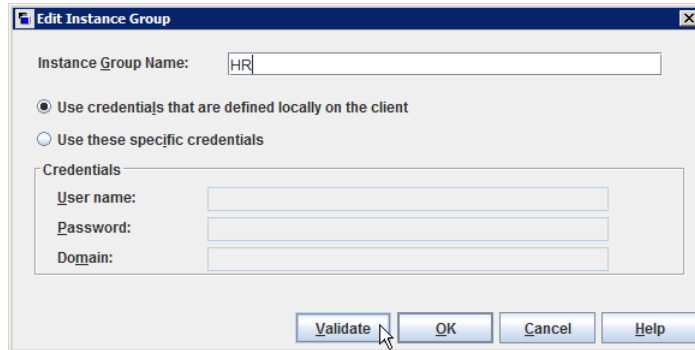 Edit Instance Group
Instance Group Name: HR
Use credentials that are defined locally on the client
Use these specific credentials
Credentials
User name:
Password:
Domain:
Validate OK Cancel Help